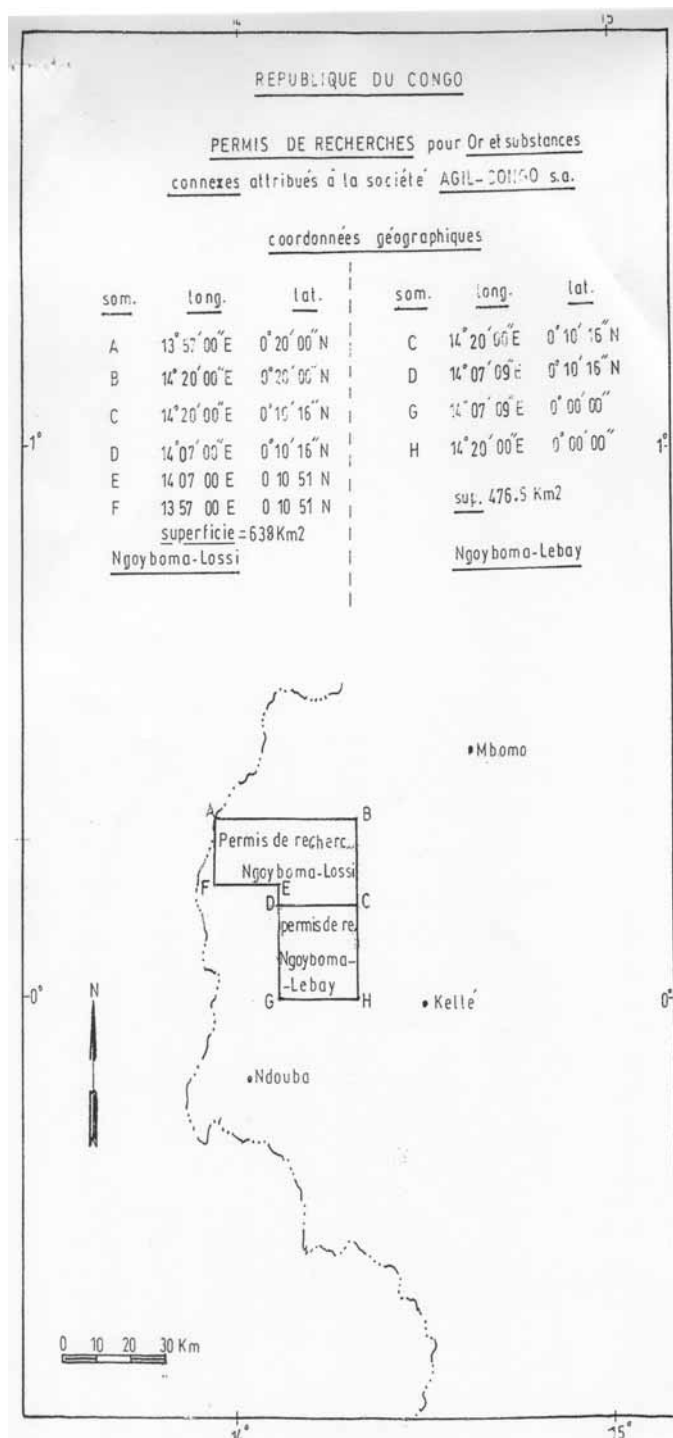 14 15
REPUBLIQUE DU CONGO
PERMIS DE RECHERCHES pour Or et substances
connexes attribués à la société AGIL-CONGO s.a.
coordonnées géographiques
som. long. lat.
A 13°57'00"E 0°20'00"N
B 14°20'00"E 0°20'00"N
C 14°20'00"E 0°10'16"N
D 14°07'00"E 0°10'16"N
E 14 07 00 E 0 10 51 N
F 13 57 00 E 0 10 51 N
superficie = 638 Km2
Ngoyboma-Lossi
som. long. lat.
C 14°20'00"E 0°10'16"N
D 14°07'09"E 0°10'16"N
G 14°07'09"E 0°00'00"
H 14°20'00"E 0°00'00"
sup. 476.5 Km2
Ngoyboma-Lebay
1° 1°
Mbomo
A B
Permis de recherc..
Ngoyboma-Lossi
F E
D C
permis de re.
Ngoyboma-
-Lebay
G H
0° 0°
Kellé
N
Ndouba
0 10 20 30 Km
14° 15°